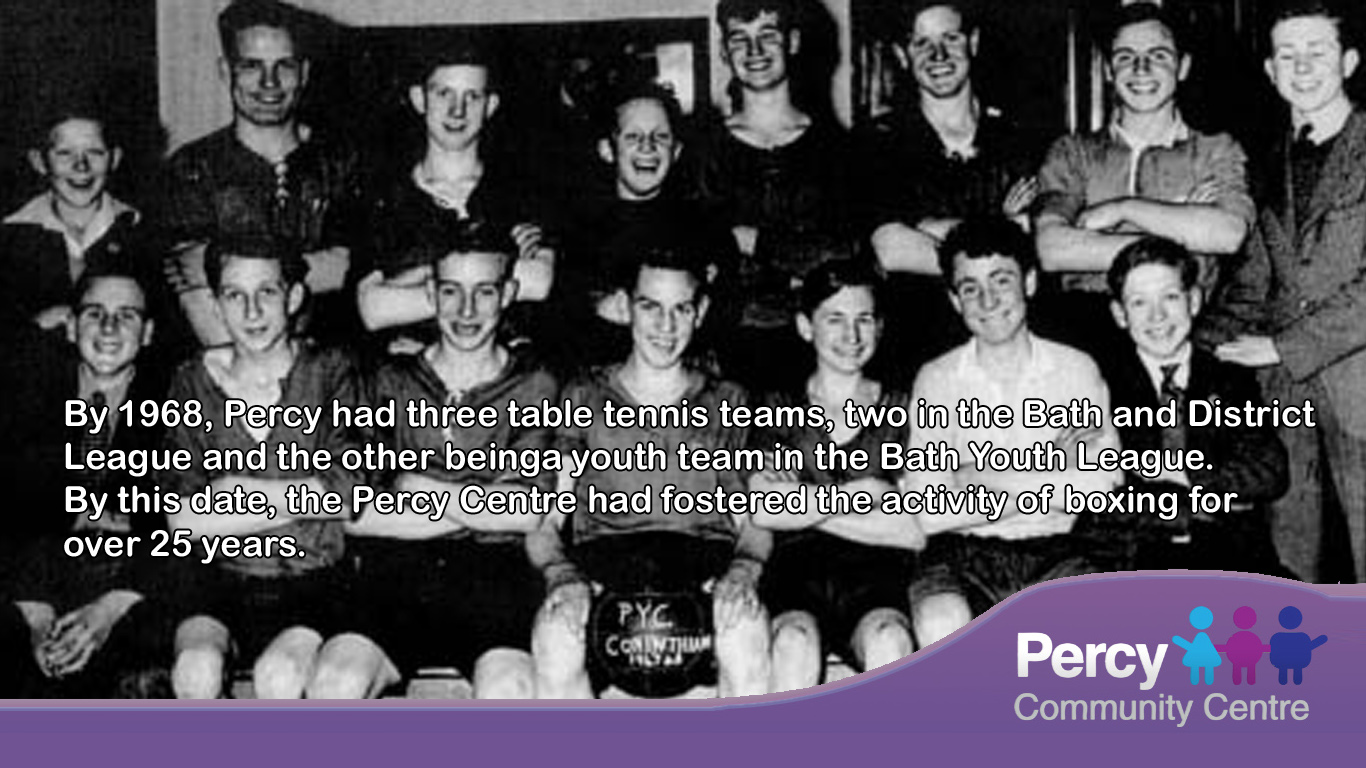 By 1968, Percy had three table tennis teams, two in the Bath and District
League and the other beinga youth team in the Bath Youth League.
By this date, the Percy Centre had fostered the activity of boxing for
over 25 years.
P.Y.C.
CORINTHIAN
Percy
Community Centre